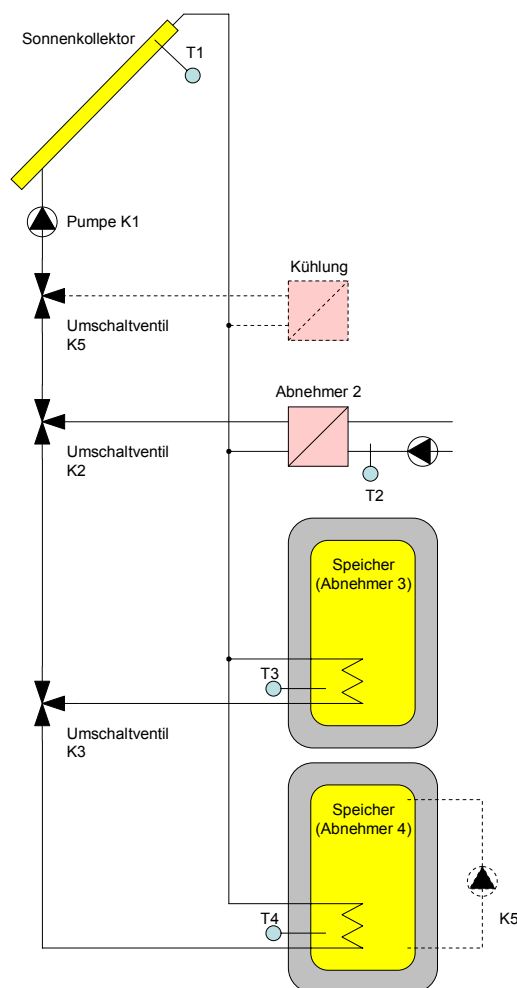 Sonnenkollektor
T1
Pumpe K1
Kühlung
Umschaltventil
K5
Abnehmer 2
Umschaltventil
K2
T2
Speicher
(Abnehmer 3)
T3
Umschaltventil
K3
Speicher
(Abnehmer 4)
T4
K5